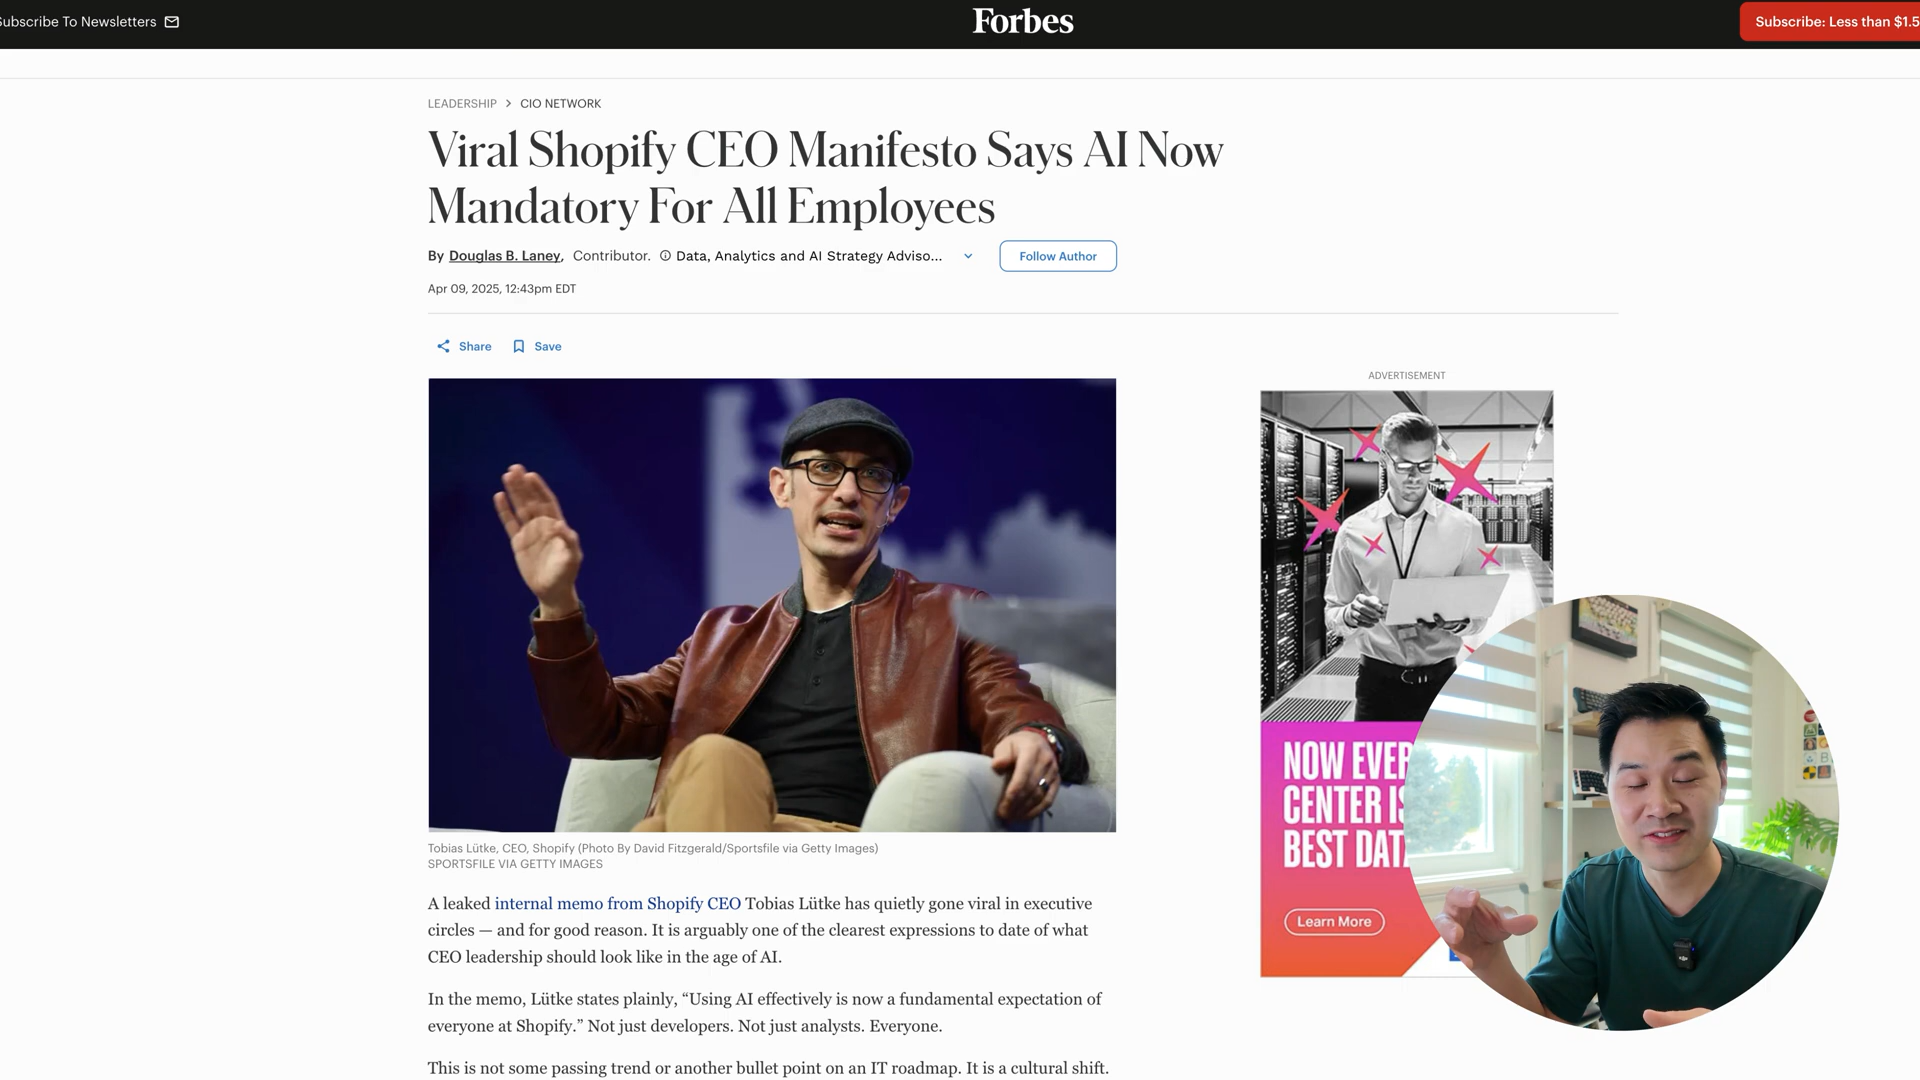 Subscribe To Newsletters
Forbes
Subscribe: Less than $1.5
LEADERSHIP > CIO NETWORK
Viral Shopify CEO Manifesto Says AI Now
Mandatory For All Employees
By Douglas B. Laney, Contributor. Data, Analytics and AI Strategy Adviso...
Follow Author
Apr 09, 2025, 12:43pm EDT
Share
Save
ADVERTISEMENT
NOW EVER
CENTER IS
BEST DATA
Learn More
Tobias Lütke, CEO, Shopify (Photo By David Fitzgerald/Sportsfile via Getty Images)
SPORTSFILE VIA GETTY IMAGES
A leaked internal memo from Shopify CEO Tobias Lütke has quietly gone viral in executive
circles — and for good reason. It is arguably one of the clearest expressions to date of what
CEO leadership should look like in the age of AI.
In the memo, Lütke states plainly, “Using AI effectively is now a fundamental expectation of
everyone at Shopify.” Not just developers. Not just analysts. Everyone.
This is not some passing trend or another bullet point on an IT roadmap. It is a cultural shift.